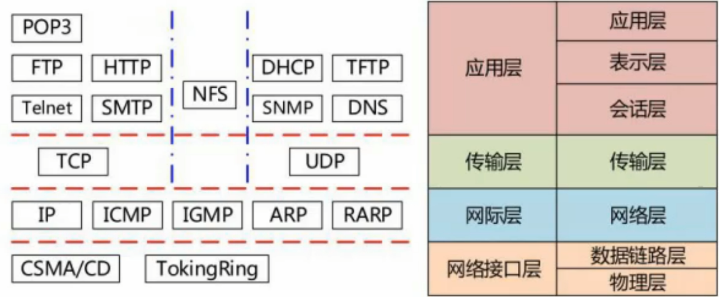 POP3
FTP HTTP DHCP TFTP
NFS
Telnet SMTP SNMP DNS
TCP UDP
IP ICMP IGMP ARP RARP
CSMA/CD TokingRing
应用层 应用层
表示层
会话层
传输层 传输层
网际层 网络层
网络接口层 数据链路层
物理层